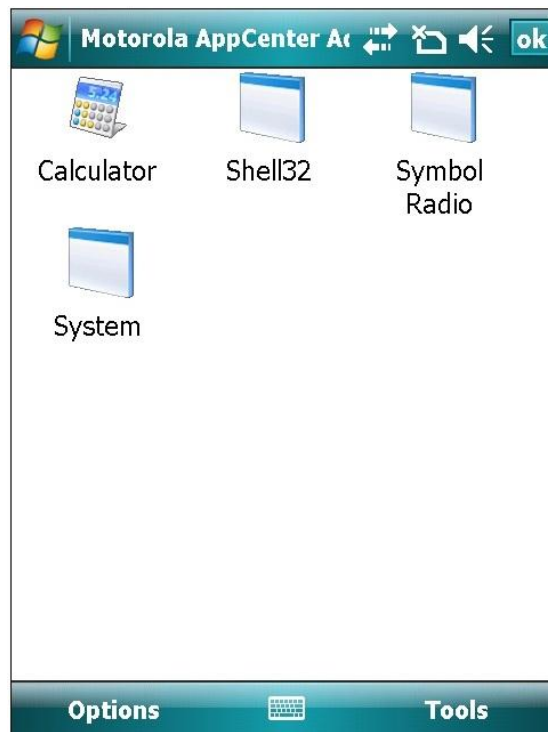 Motorola AppCenter
ok
Calculator
Shell32
Symbol
Radio
System
Options
Tools